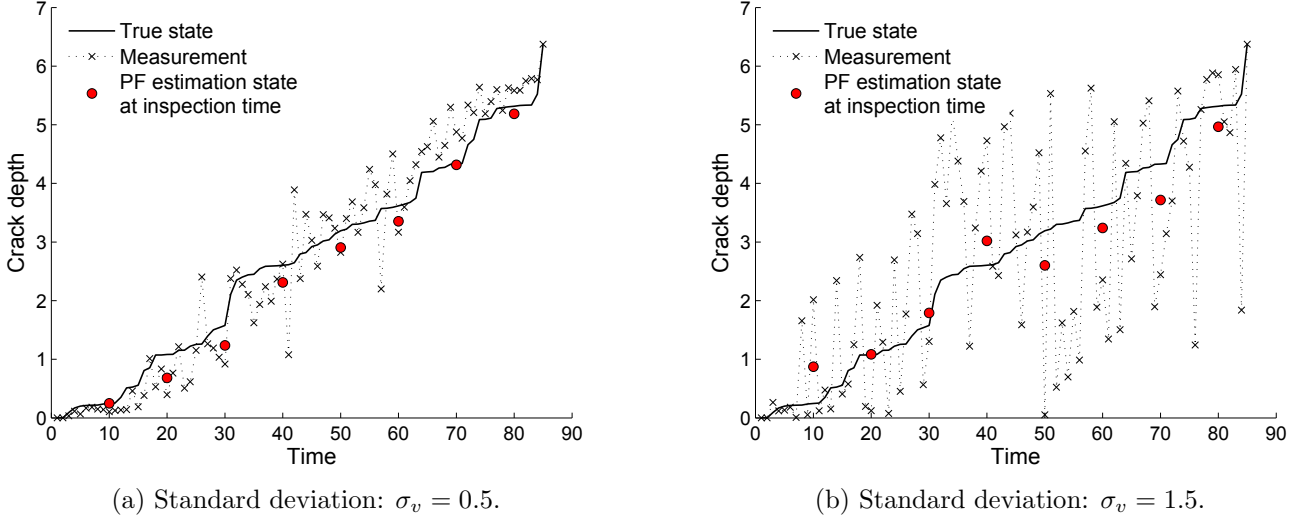 7
6
5
4
3
2
1
0
0 10 20 30 40 50 60 70 80 90
Crack depth
Time
True state
Measurement
PF estimation state
at inspection time
(a) Standard deviation: σv = 0.5.
7
6
5
4
3
2
1
0
0 10 20 30 40 50 60 70 80 90
Crack depth
Time
True state
Measurement
PF estimation state
at inspection time
(b) Standard deviation: σv = 1.5.